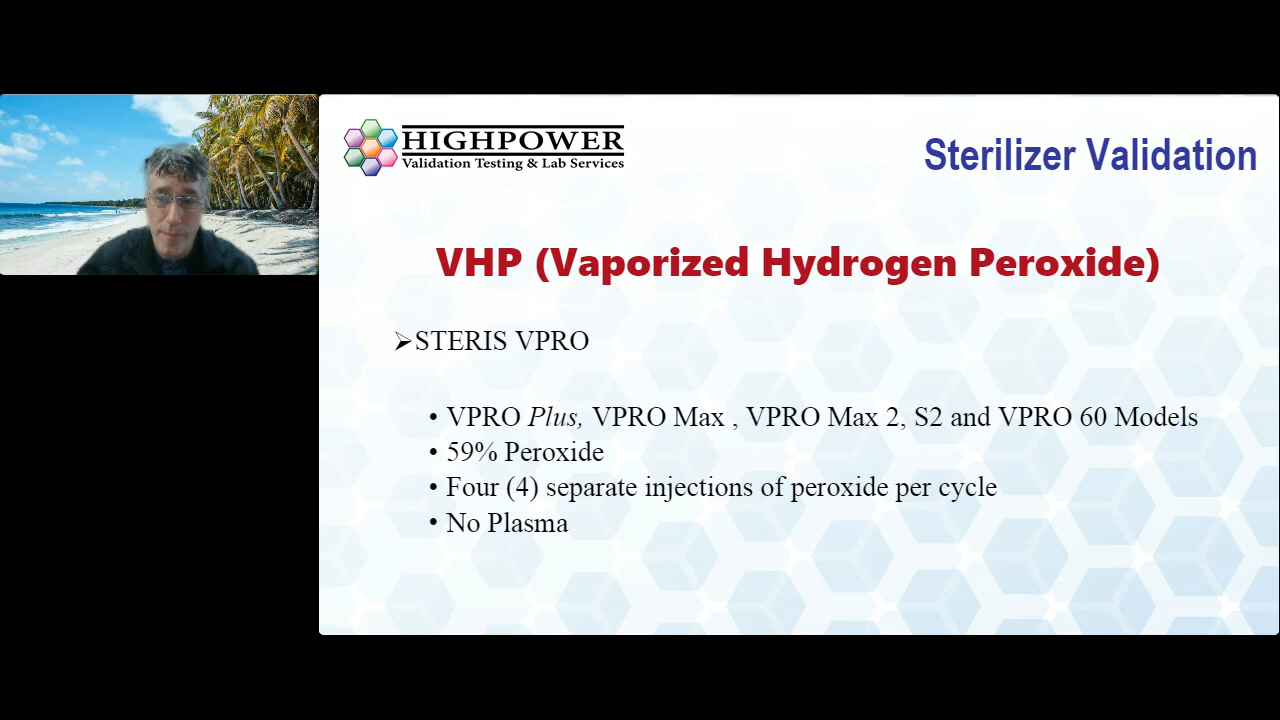 HIGHPOWER
Validation Testing & Lab Services
Sterilizer Validation
VHP (Vaporized Hydrogen Peroxide)
➢STERIS VPRO
• VPRO Plus, VPRO Max , VPRO Max 2, S2 and VPRO 60 Models
• 59% Peroxide
• Four (4) separate injections of peroxide per cycle
• No Plasma